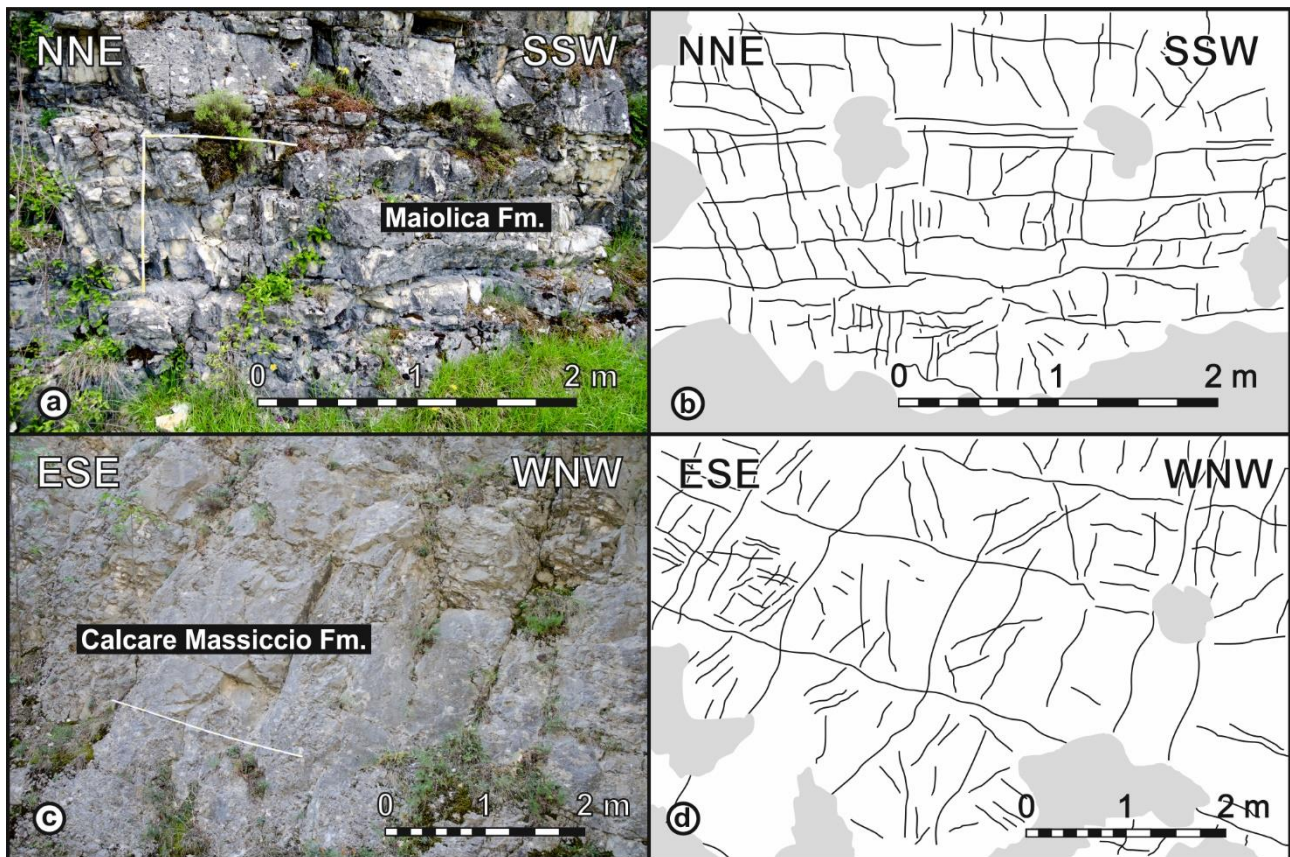 NNE SSW
Maiolica Fm.
0 1 2 m
a
NNE SSW
0 1 2 m
b
ESE WNW
Calcare Massiccio Fm.
0 1 2 m
c
ESE WNW
0 1 2 m
d